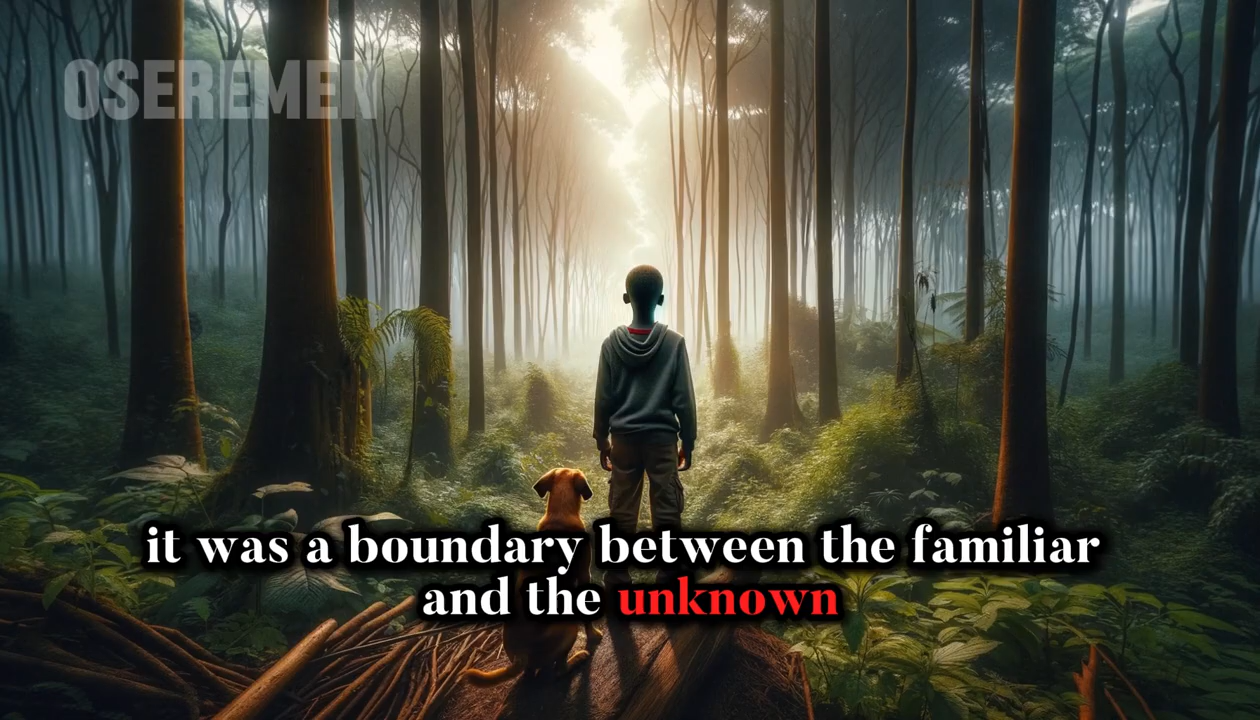 OSEREMEN
it was a boundary between the familiar
and the unknown